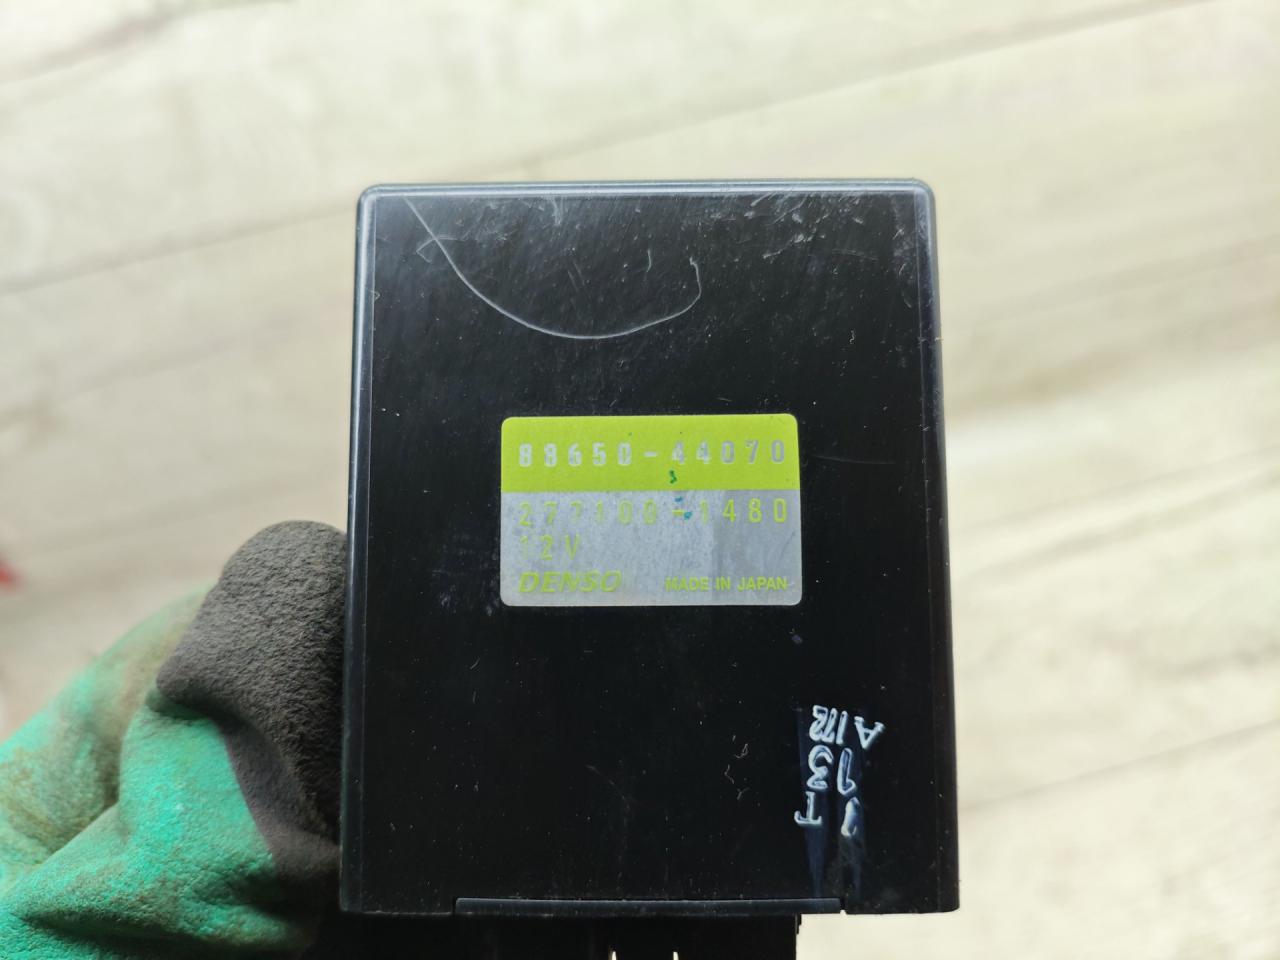 88650-44070
277100-1480
12V
DENSO MADE IN JAPAN